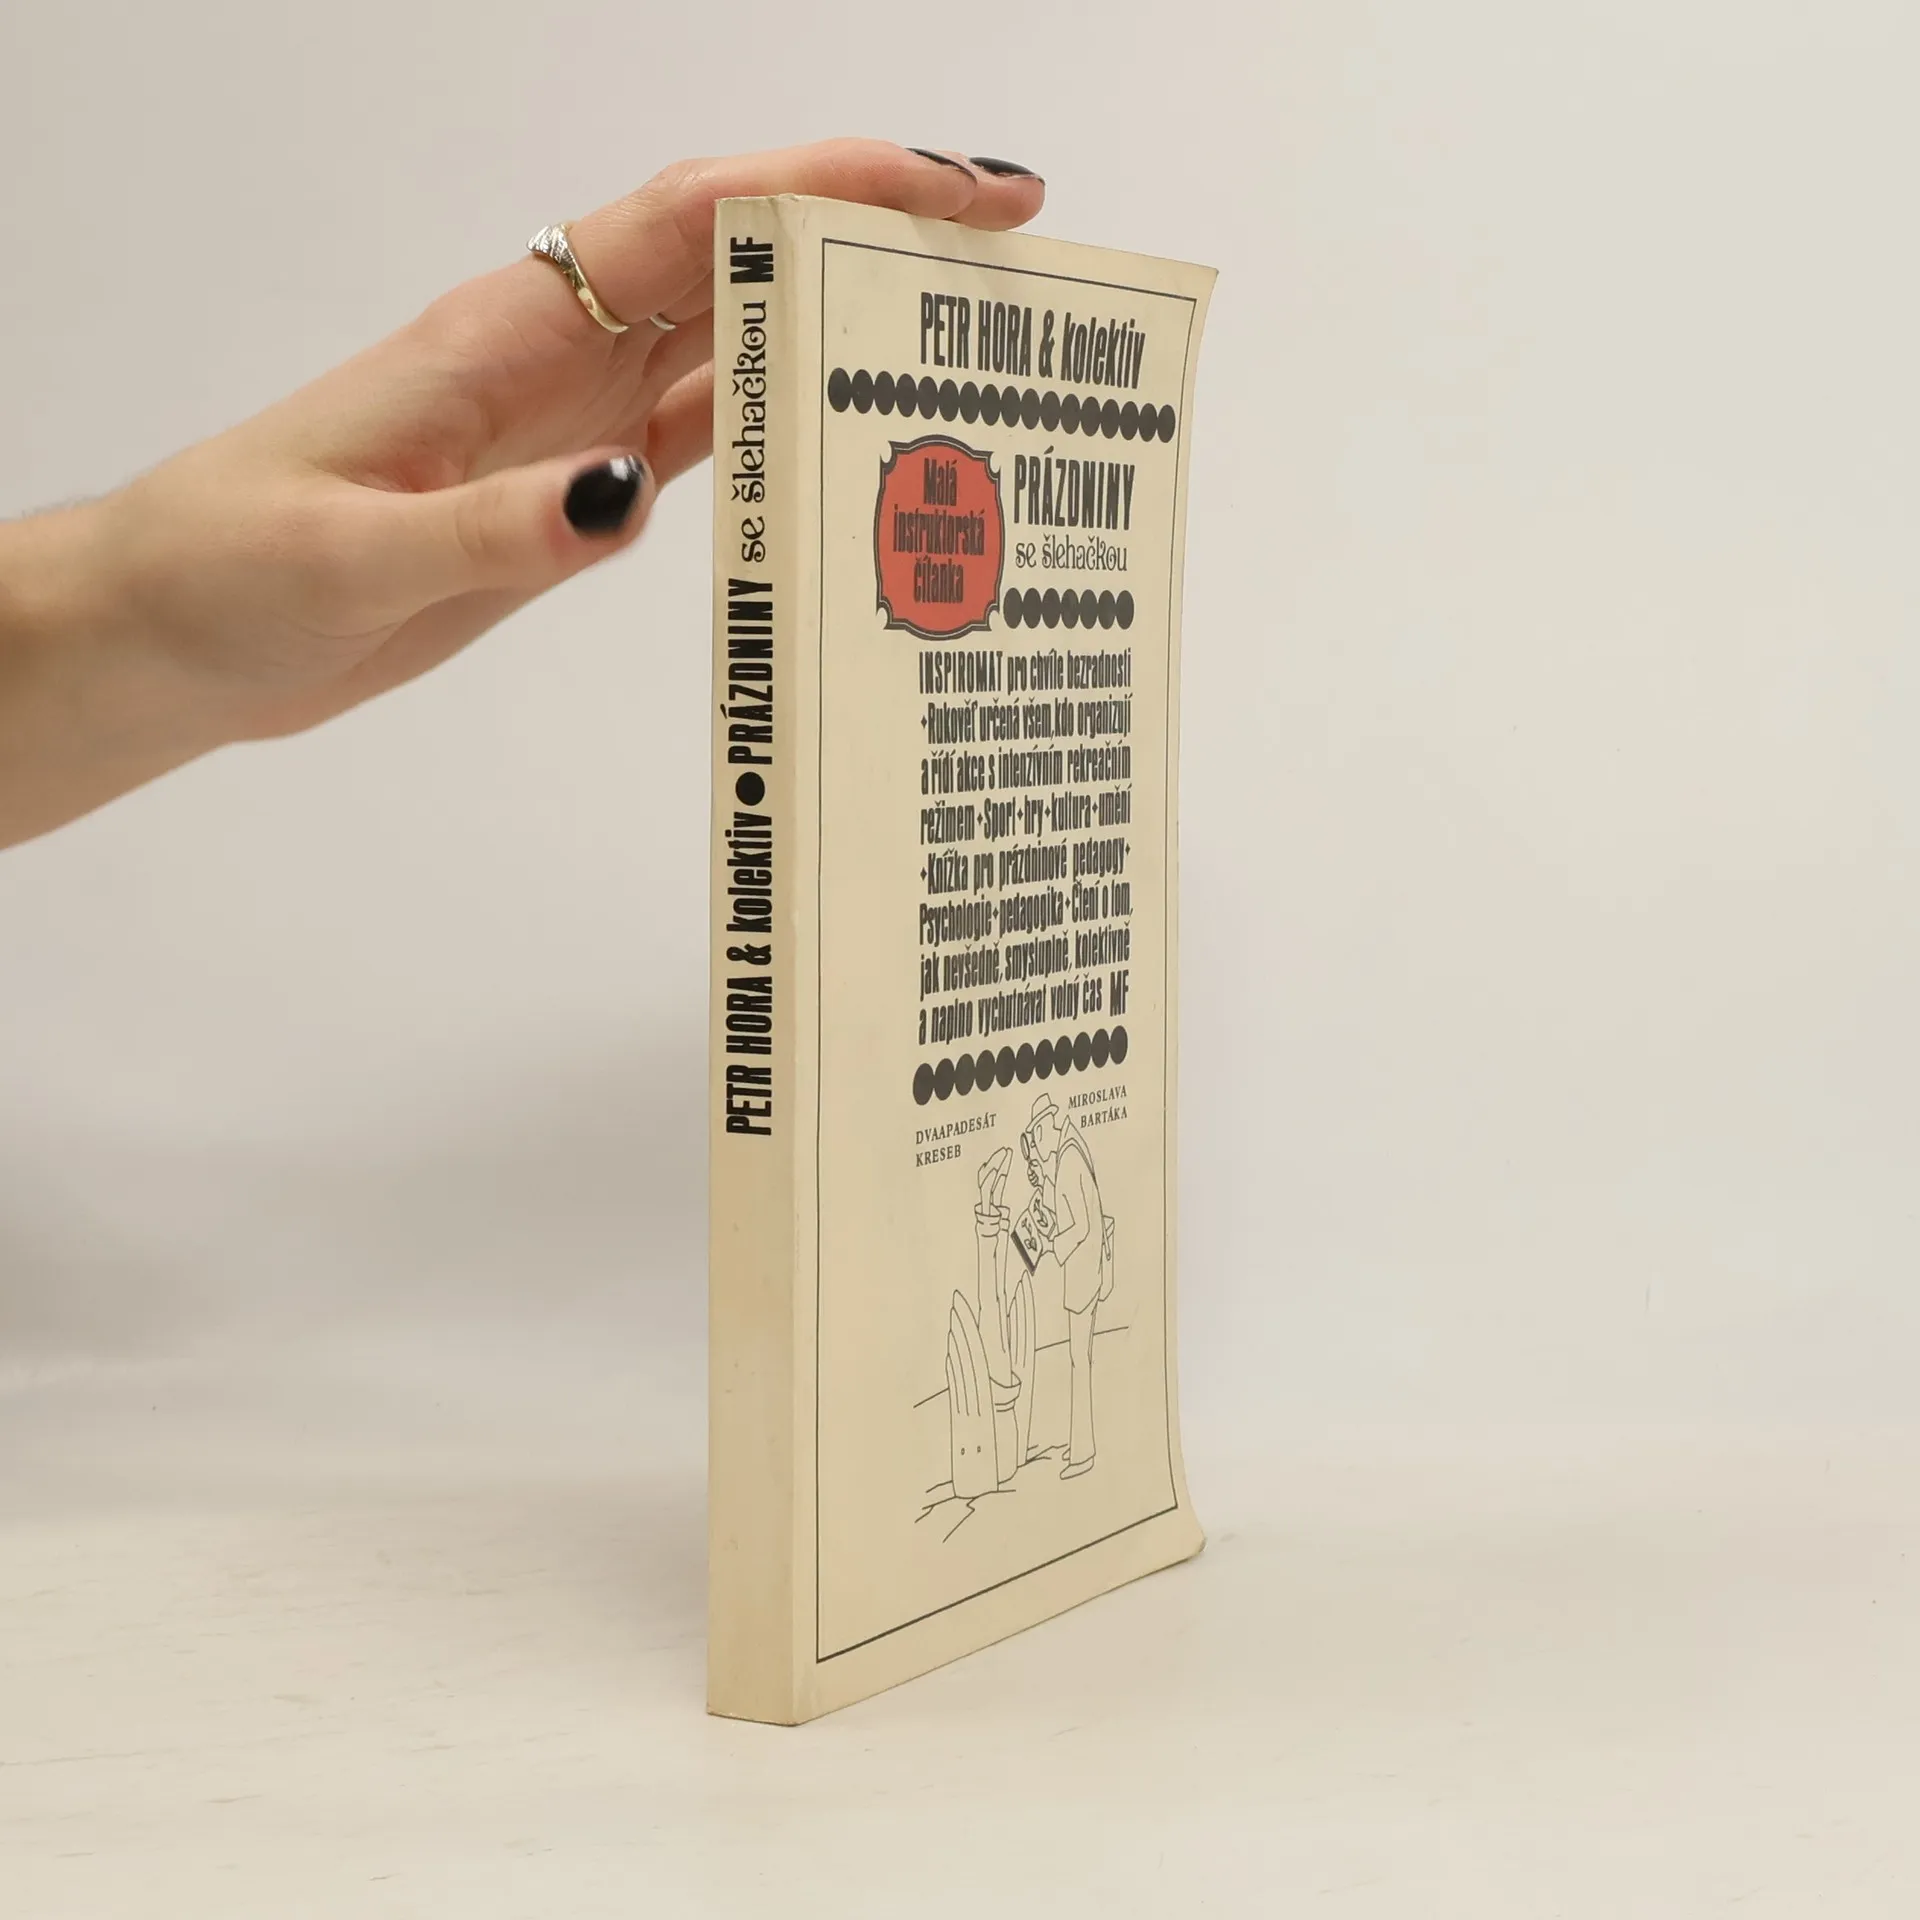 PETR HORA & kolektiv ● PRÁZDNINY se šlehačkou MF
PETR HORA & kolektiv
Malá
instruktorská
čítanka
PRÁZDNINY
se šlehačkou
INSPIROMAT pro chvíle bezradnosti
✦Rukověť určená všem, kdo organizují
a řídí akce s intenzívním rekreačním
režimem✦Sport✦hry✦kultura✦umění
✦Knížka pro prázdninové pedagogy✦
Psychologie✦pedagogika✦Čtení o tom,
jak nevšedně, smysluplně, kolektivně
a naplno vychutnávat volný čas MF
DVAAPADESÁT
KRESEB
MIROSLAVA
BARTÁKA